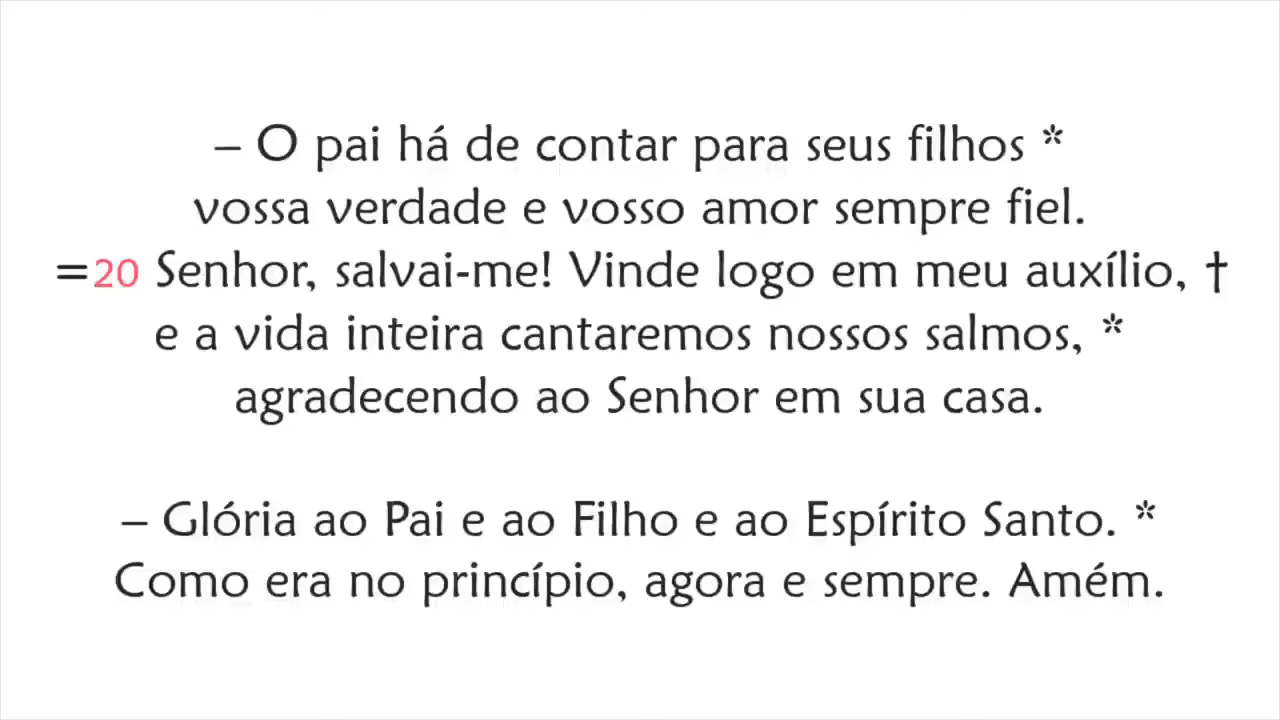 – O pai há de contar para seus filhos *
vossa verdade e vosso amor sempre fiel.
=20 Senhor, salvai-me! Vinde logo em meu auxílio, †
e a vida inteira cantaremos nossos salmos, *
agradecendo ao Senhor em sua casa.
– Glória ao Pai e ao Filho e ao Espírito Santo. *
Como era no princípio, agora e sempre. Amém.